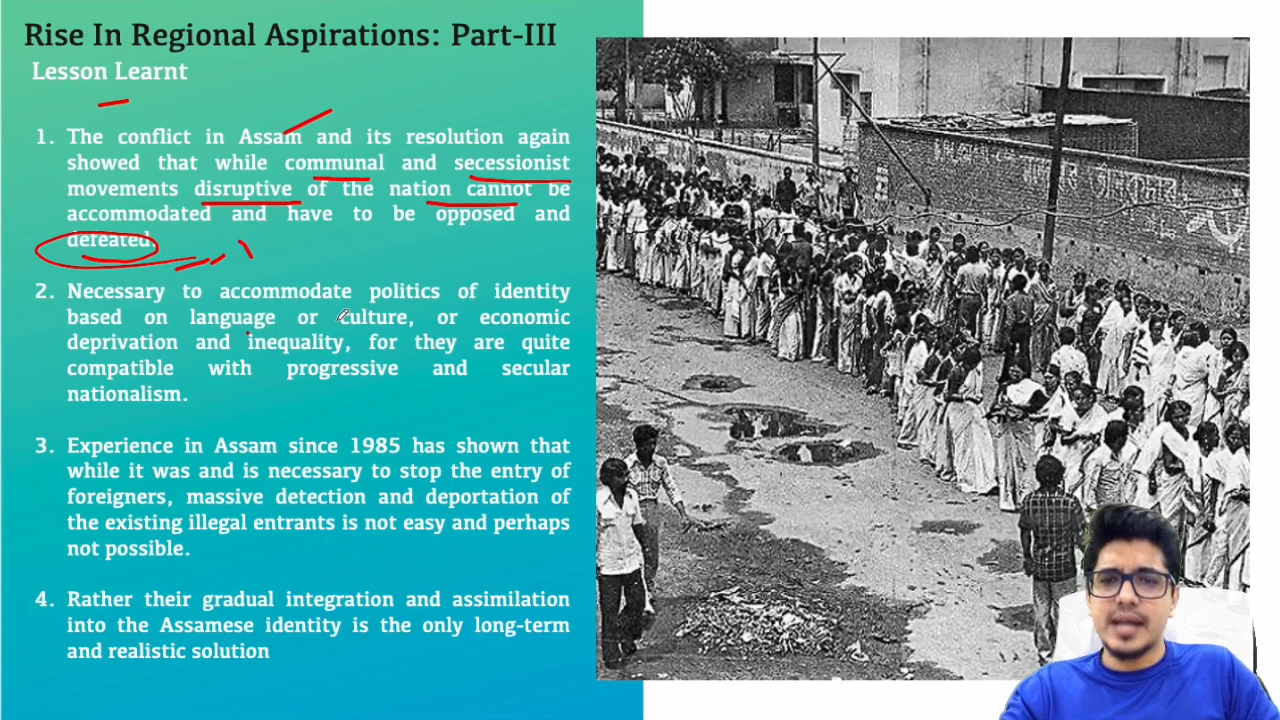 Rise In Regional Aspirations: Part-III
Lesson Learnt
1. The conflict in Assam and its resolution again
showed that while communal and secessionist
movements disruptive of the nation cannot be
accommodated and have to be opposed and
defeated.
2. Necessary to accommodate politics of identity
based on language or culture, or economic
deprivation and inequality, for they are quite
compatible with progressive and secular
nationalism.
3. Experience in Assam since 1985 has shown that
while it was and is necessary to stop the entry of
foreigners, massive detection and deportation of
the existing illegal entrants is not easy and perhaps
not possible.
4. Rather their gradual integration and assimilation
into the Assamese identity is the only long-term
and realistic solution